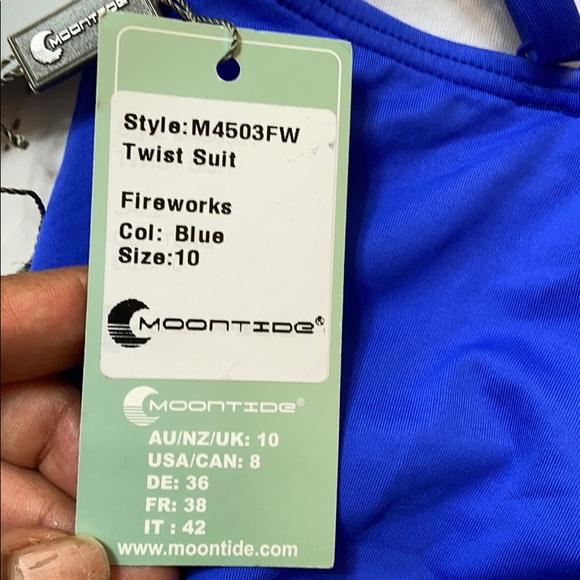 MOONTIDE
Style:M4503FW
Twist Suit
Fireworks
Col: Blue
Size:10
MOONTIDE®
MOONTIDE®
AU/NZ/UK: 10
USA/CAN: 8
DE: 36
FR: 38
IT : 42
www.moontide.com